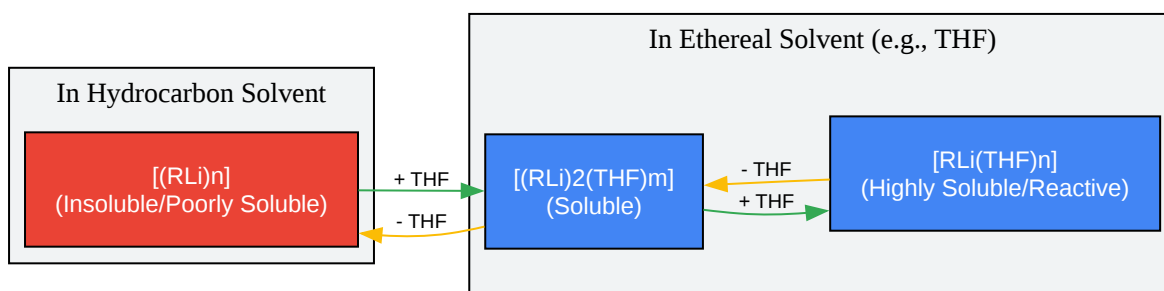 In Ethereal Solvent (e.g., THF)
In Hydrocarbon Solvent
[(RLi)n]
(Insoluble/Poorly Soluble)
+ THF
- THF
[(RLi)2(THF)m]
(Soluble)
- THF
+ THF
[RLi(THF)n]
(Highly Soluble/Reactive)